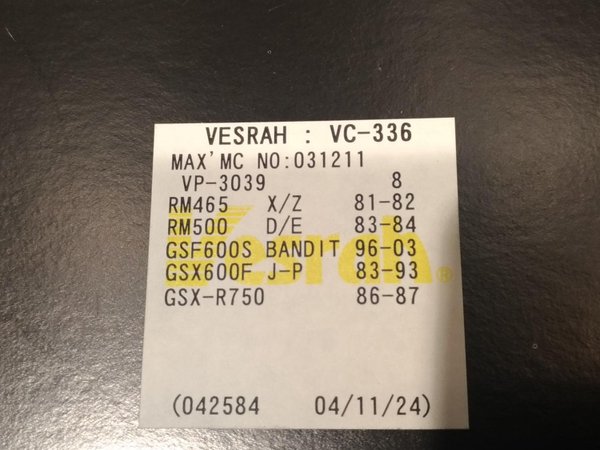 VESRAH : VC-336
MAX'MC NO:031211
VP-3039 8
RM465 X/Z 81-82
RM500 D/E 83-84
GSF600S BANDIT 96-03
GSX600F J-P 83-93
GSX-R750 86-87
Vesrah®
(042584 04/11/24)